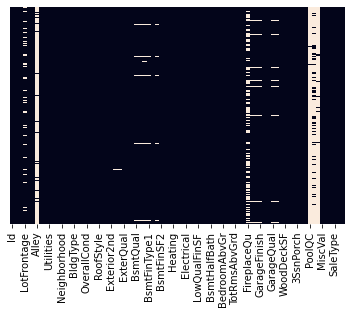 Id
LotFrontage
Alley
Utilities
Neighborhood
BldgType
OverallCond
RoofStyle
Exterior2nd
ExterQual
BsmtQual
BsmtFinType1
BsmtFinSF2
Heating
Electrical
LowQualFinSF
BsmtHalfBath
BedroomAbvGr
TotRmsAbvGrd
FireplaceQu
GarageFinish
GarageQual
WoodDeckSF
3SsnPorch
PoolQC
MiscVal
SaleType